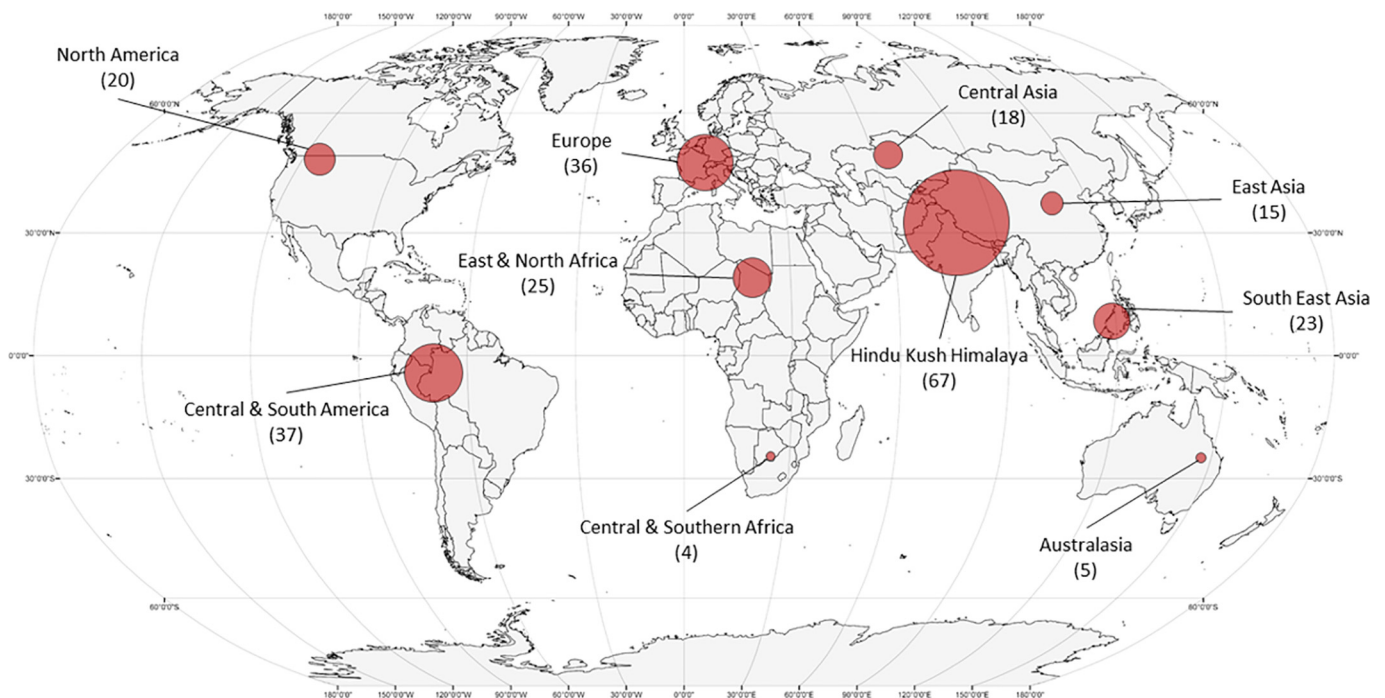 180°0'0" 150°0'0"W 120°0'0"W 90°0'0"W 60°0'0"W 30°0'0"W 0°0'0" 30°0'0"E 60°0'0"E 90°0'0"E 120°0'0"E 150°0'0"E 180°0'0"
North America
(20)
60°0'0"N
60°0'0"N
Central Asia
(18)
Europe
(36)
East Asia
(15)
30°0'0"N
30°0'0"N
East & North Africa
(25)
South East Asia
(23)
0°0'0"
0°0'0"
Hindu Kush Himalaya
(67)
Central & South America
(37)
30°0'0"S
30°0'0"S
Central & Southern Africa
(4)
Australasia
(5)
60°0'0"S
60°0'0"S
180°0'0" 150°0'0"W 120°0'0"W 90°0'0"W 60°0'0"W 30°0'0"W 0°0'0" 30°0'0"E 60°0'0"E 90°0'0"E 120°0'0"E 150°0'0"E 180°0'0"